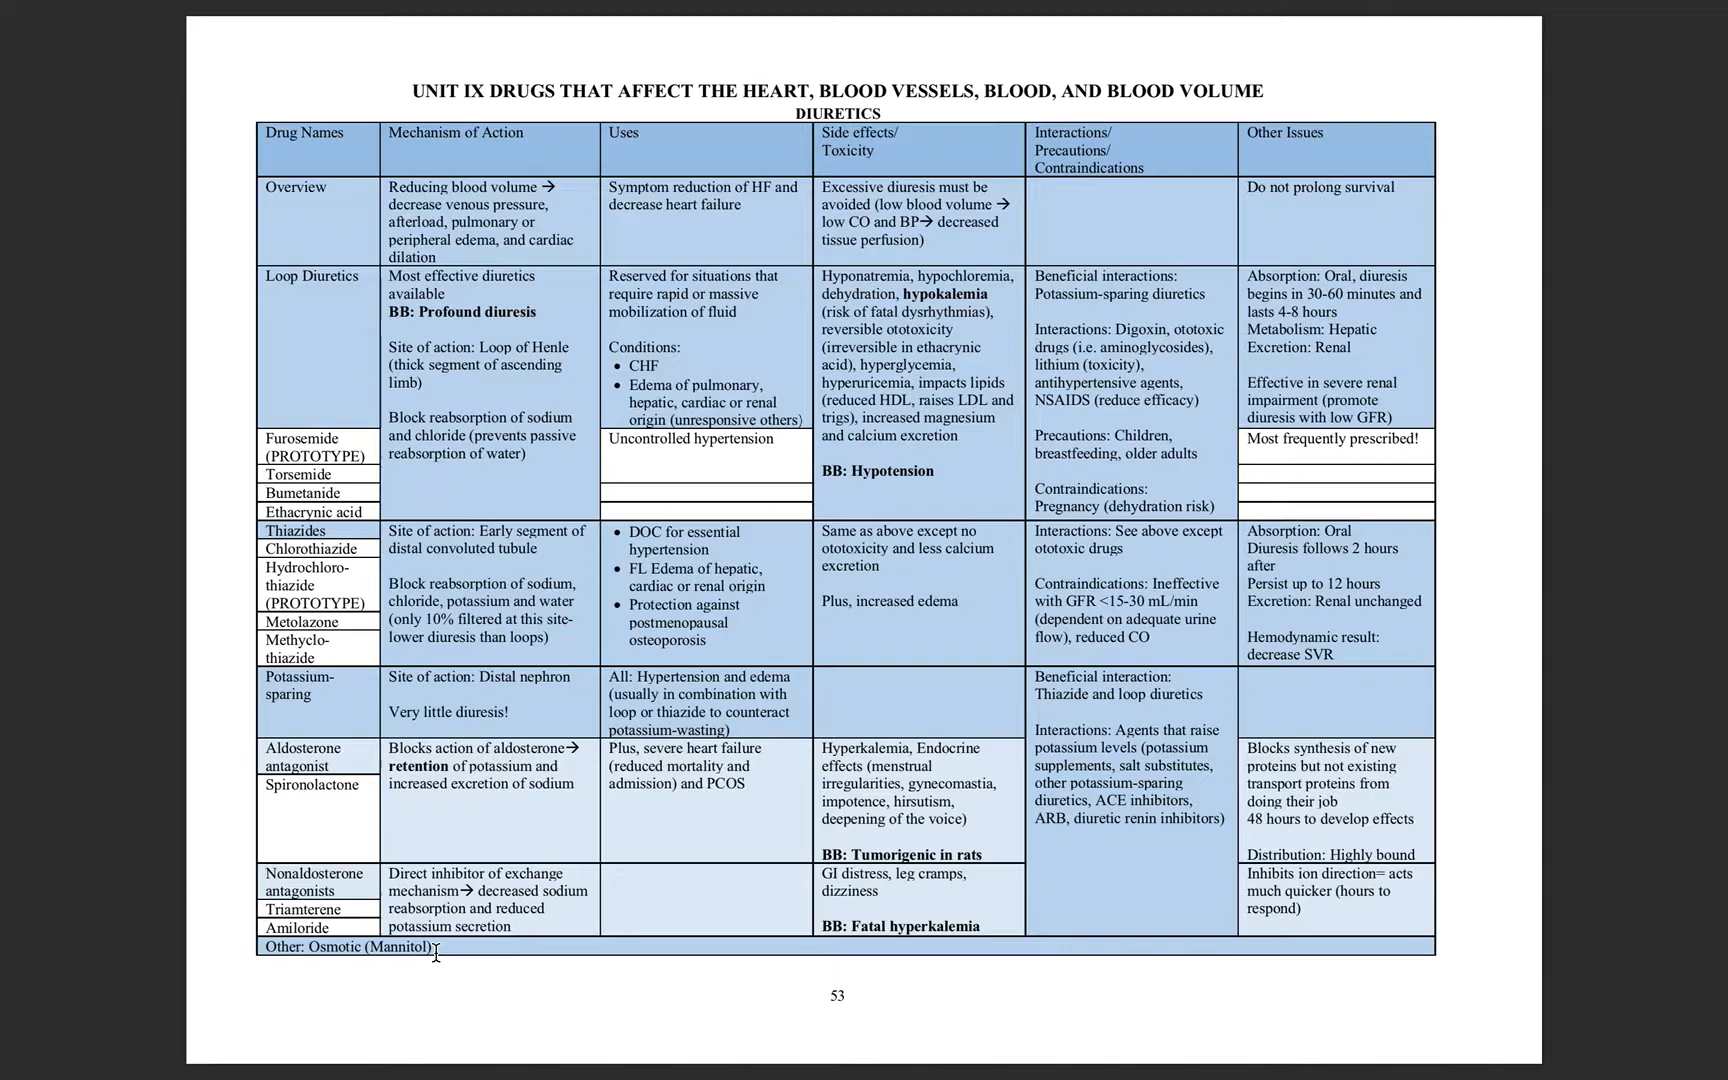 UNIT IX DRUGS THAT AFFECT THE HEART, BLOOD VESSELS, BLOOD, AND BLOOD VOLUME
DIURETICS
Drug Names
Mechanism of Action
Uses
Side effects/
Toxicity
Interactions/
Precautions/
Contraindications
Other Issues
Overview
Reducing blood volume →
decrease venous pressure,
afterload, pulmonary or
peripheral edema, and cardiac
dilation
Symptom reduction of HF and
decrease heart failure
Excessive diuresis must be
avoided (low blood volume →
low CO and BP→ decreased
tissue perfusion)
Do not prolong survival
Loop Diuretics
Most effective diuretics
available
BB: Profound diuresis
Site of action: Loop of Henle
(thick segment of ascending
limb)
Block reabsorption of sodium
and chloride (prevents passive
reabsorption of water)
Reserved for situations that
require rapid or massive
mobilization of fluid
Conditions:
• CHF
• Edema of pulmonary,
hepatic, cardiac or renal
origin (unresponsive others)
Hyponatremia, hypochloremia,
dehydration, hypokalemia
(risk of fatal dysrhythmias),
reversible ototoxicity
(irreversible in ethacrynic
acid), hyperglycemia,
hyperuricemia, impacts lipids
(reduced HDL, raises LDL and
trigs), increased magnesium
and calcium excretion
BB: Hypotension
Beneficial interactions:
Potassium-sparing diuretics
Interactions: Digoxin, ototoxic
drugs (i.e. aminoglycosides),
lithium (toxicity),
antihypertensive agents,
NSAIDS (reduce efficacy)
Precautions: Children,
breastfeeding, older adults
Contraindications:
Pregnancy (dehydration risk)
Absorption: Oral, diuresis
begins in 30-60 minutes and
lasts 4-8 hours
Metabolism: Hepatic
Excretion: Renal
Effective in severe renal
impairment (promote
diuresis with low GFR)
Furosemide
(PROTOTYPE)
Uncontrolled hypertension
Most frequently prescribed!
Torsemide
Bumetanide
Ethacrynic acid
Thiazides
Chlorothiazide
Hydrochloro-
thiazide
(PROTOTYPE)
Metolazone
Methyclo-
thiazide
Site of action: Early segment of
distal convoluted tubule
Block reabsorption of sodium,
chloride, potassium and water
(only 10% filtered at this site-
lower diuresis than loops)
• DOC for essential
hypertension
• FL Edema of hepatic,
cardiac or renal origin
• Protection against
postmenopausal
osteoporosis
Same as above except no
ototoxicity and less calcium
excretion
Plus, increased edema
Interactions: See above except
ototoxic drugs
Contraindications: Ineffective
with GFR <15-30 mL/min
(dependent on adequate urine
flow), reduced CO
Absorption: Oral
Diuresis follows 2 hours
after
Persist up to 12 hours
Excretion: Renal unchanged
Hemodynamic result:
decrease SVR
Potassium-
sparing
Site of action: Distal nephron
Very little diuresis!
All: Hypertension and edema
(usually in combination with
loop or thiazide to counteract
potassium-wasting)
Beneficial interaction:
Thiazide and loop diuretics
Interactions: Agents that raise
potassium levels (potassium
supplements, salt substitutes,
other potassium-sparing
diuretics, ACE inhibitors,
ARB, diuretic renin inhibitors)
Aldosterone
antagonist
Spironolactone
Blocks action of aldosterone→
retention of potassium and
increased excretion of sodium
Plus, severe heart failure
(reduced mortality and
admission) and PCOS
Hyperkalemia, Endocrine
effects (menstrual
irregularities, gynecomastia,
impotence, hirsutism,
deepening of the voice)
BB: Tumorigenic in rats
Blocks synthesis of new
proteins but not existing
transport proteins from
doing their job
48 hours to develop effects
Distribution: Highly bound
Nonaldosterone
antagonists
Triamterene
Amiloride
Direct inhibitor of exchange
mechanism→ decreased sodium
reabsorption and reduced
potassium secretion
GI distress, leg cramps,
dizziness
BB: Fatal hyperkalemia
Inhibits ion direction= acts
much quicker (hours to
respond)
Other: Osmotic (Mannitol)
53